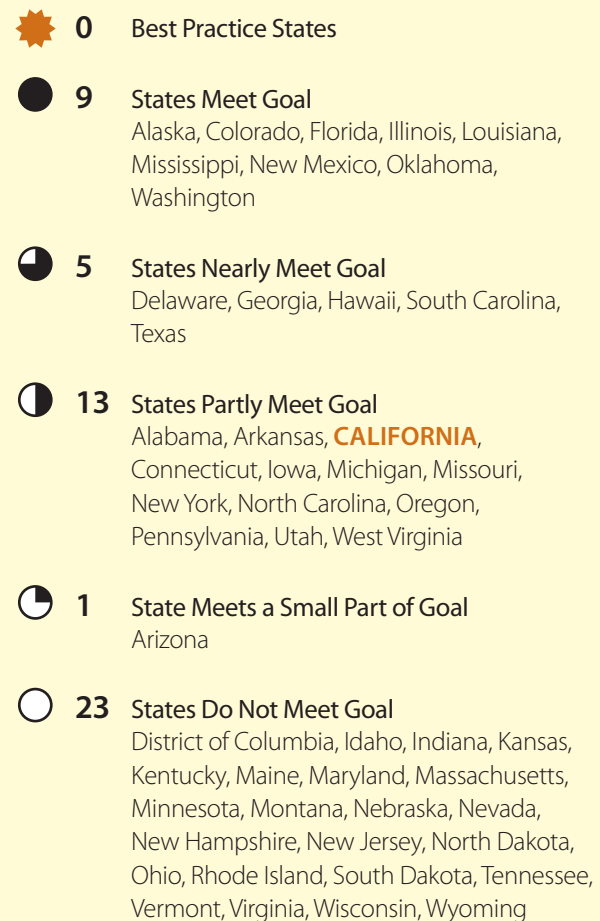 0 Best Practice States
9 States Meet Goal
Alaska, Colorado, Florida, Illinois, Louisiana,
Mississippi, New Mexico, Oklahoma,
Washington
5 States Nearly Meet Goal
Delaware, Georgia, Hawaii, South Carolina,
Texas
13 States Partly Meet Goal
Alabama, Arkansas, CALIFORNIA,
Connecticut, Iowa, Michigan, Missouri,
New York, North Carolina, Oregon,
Pennsylvania, Utah, West Virginia
1 State Meets a Small Part of Goal
Arizona
23 States Do Not Meet Goal
District of Columbia, Idaho, Indiana, Kansas,
Kentucky, Maine, Maryland, Massachusetts,
Minnesota, Montana, Nebraska, Nevada,
New Hampshire, New Jersey, North Dakota,
Ohio, Rhode Island, South Dakota, Tennessee,
Vermont, Virginia, Wisconsin, Wyoming